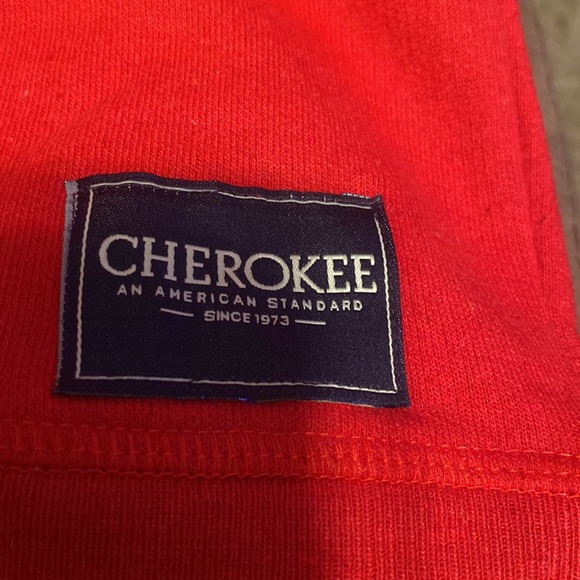 CHEROKEE
AN AMERICAN STANDARD
SINCE 1973